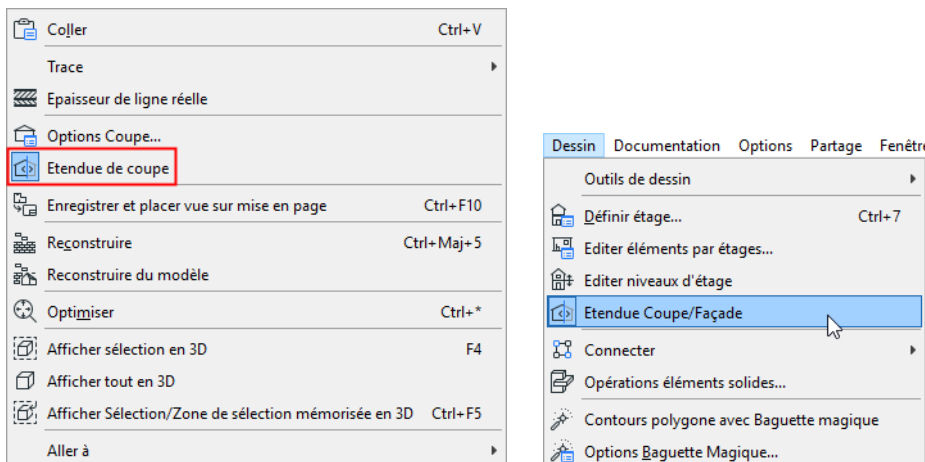 Coller Ctrl+V
Trace
Epaisseur de ligne réelle
Options Coupe...
Etendue de coupe
Enregistrer et placer vue sur mise en page Ctrl+F10
Reconstruire Ctrl+Maj+5
Reconstruire du modèle
Optimiser Ctrl+*
Afficher sélection en 3D F4
Afficher tout en 3D
Afficher Sélection/Zone de sélection mémorisée en 3D Ctrl+F5
Aller à
Dessin Documentation Options Partage Fenêtre
Outils de dessin
Définir étage... Ctrl+7
Editer éléments par étages...
Editer niveaux d'étage
Etendue Coupe/Façade
Connecter
Opérations éléments solides...
Contours polygone avec Baguette magique
Options Baguette Magique...